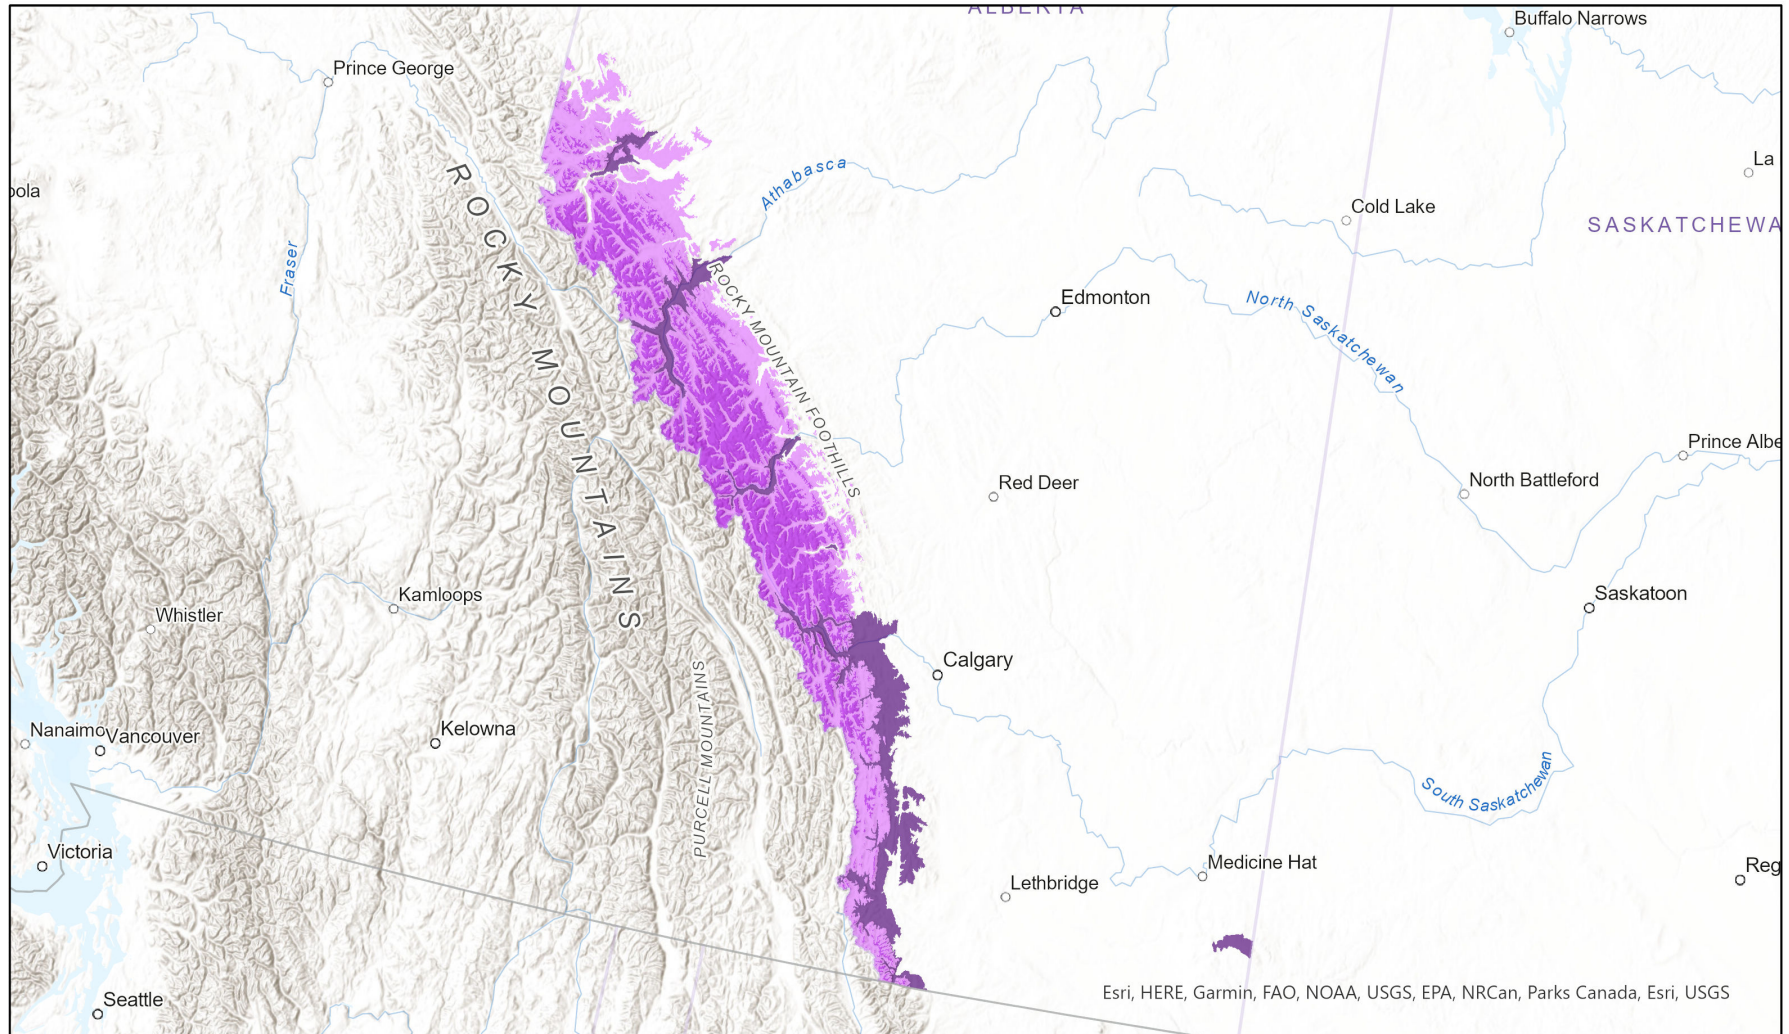 ALBERTA
Buffalo Narrows
Prince George
La
Athabasca
Cold Lake
SASKATCHEWA
ROCKY MOUNTAINS
Fraser
ROCKY MOUNTAIN FOOTHILLS
Edmonton
North Saskatchewan
Prince Albe
Red Deer
North Battleford
Kamloops
Saskatoon
Whistler
Calgary
PURCELL MOUNTAINS
Nanaimo
Vancouver
Kelowna
South Saskatchewan
Victoria
Medicine Hat
Reg
Lethbridge
Seattle
Esri, HERE, Garmin, FAO, NOAA, USGS, EPA, NRCan, Parks Canada, Esri, USGS